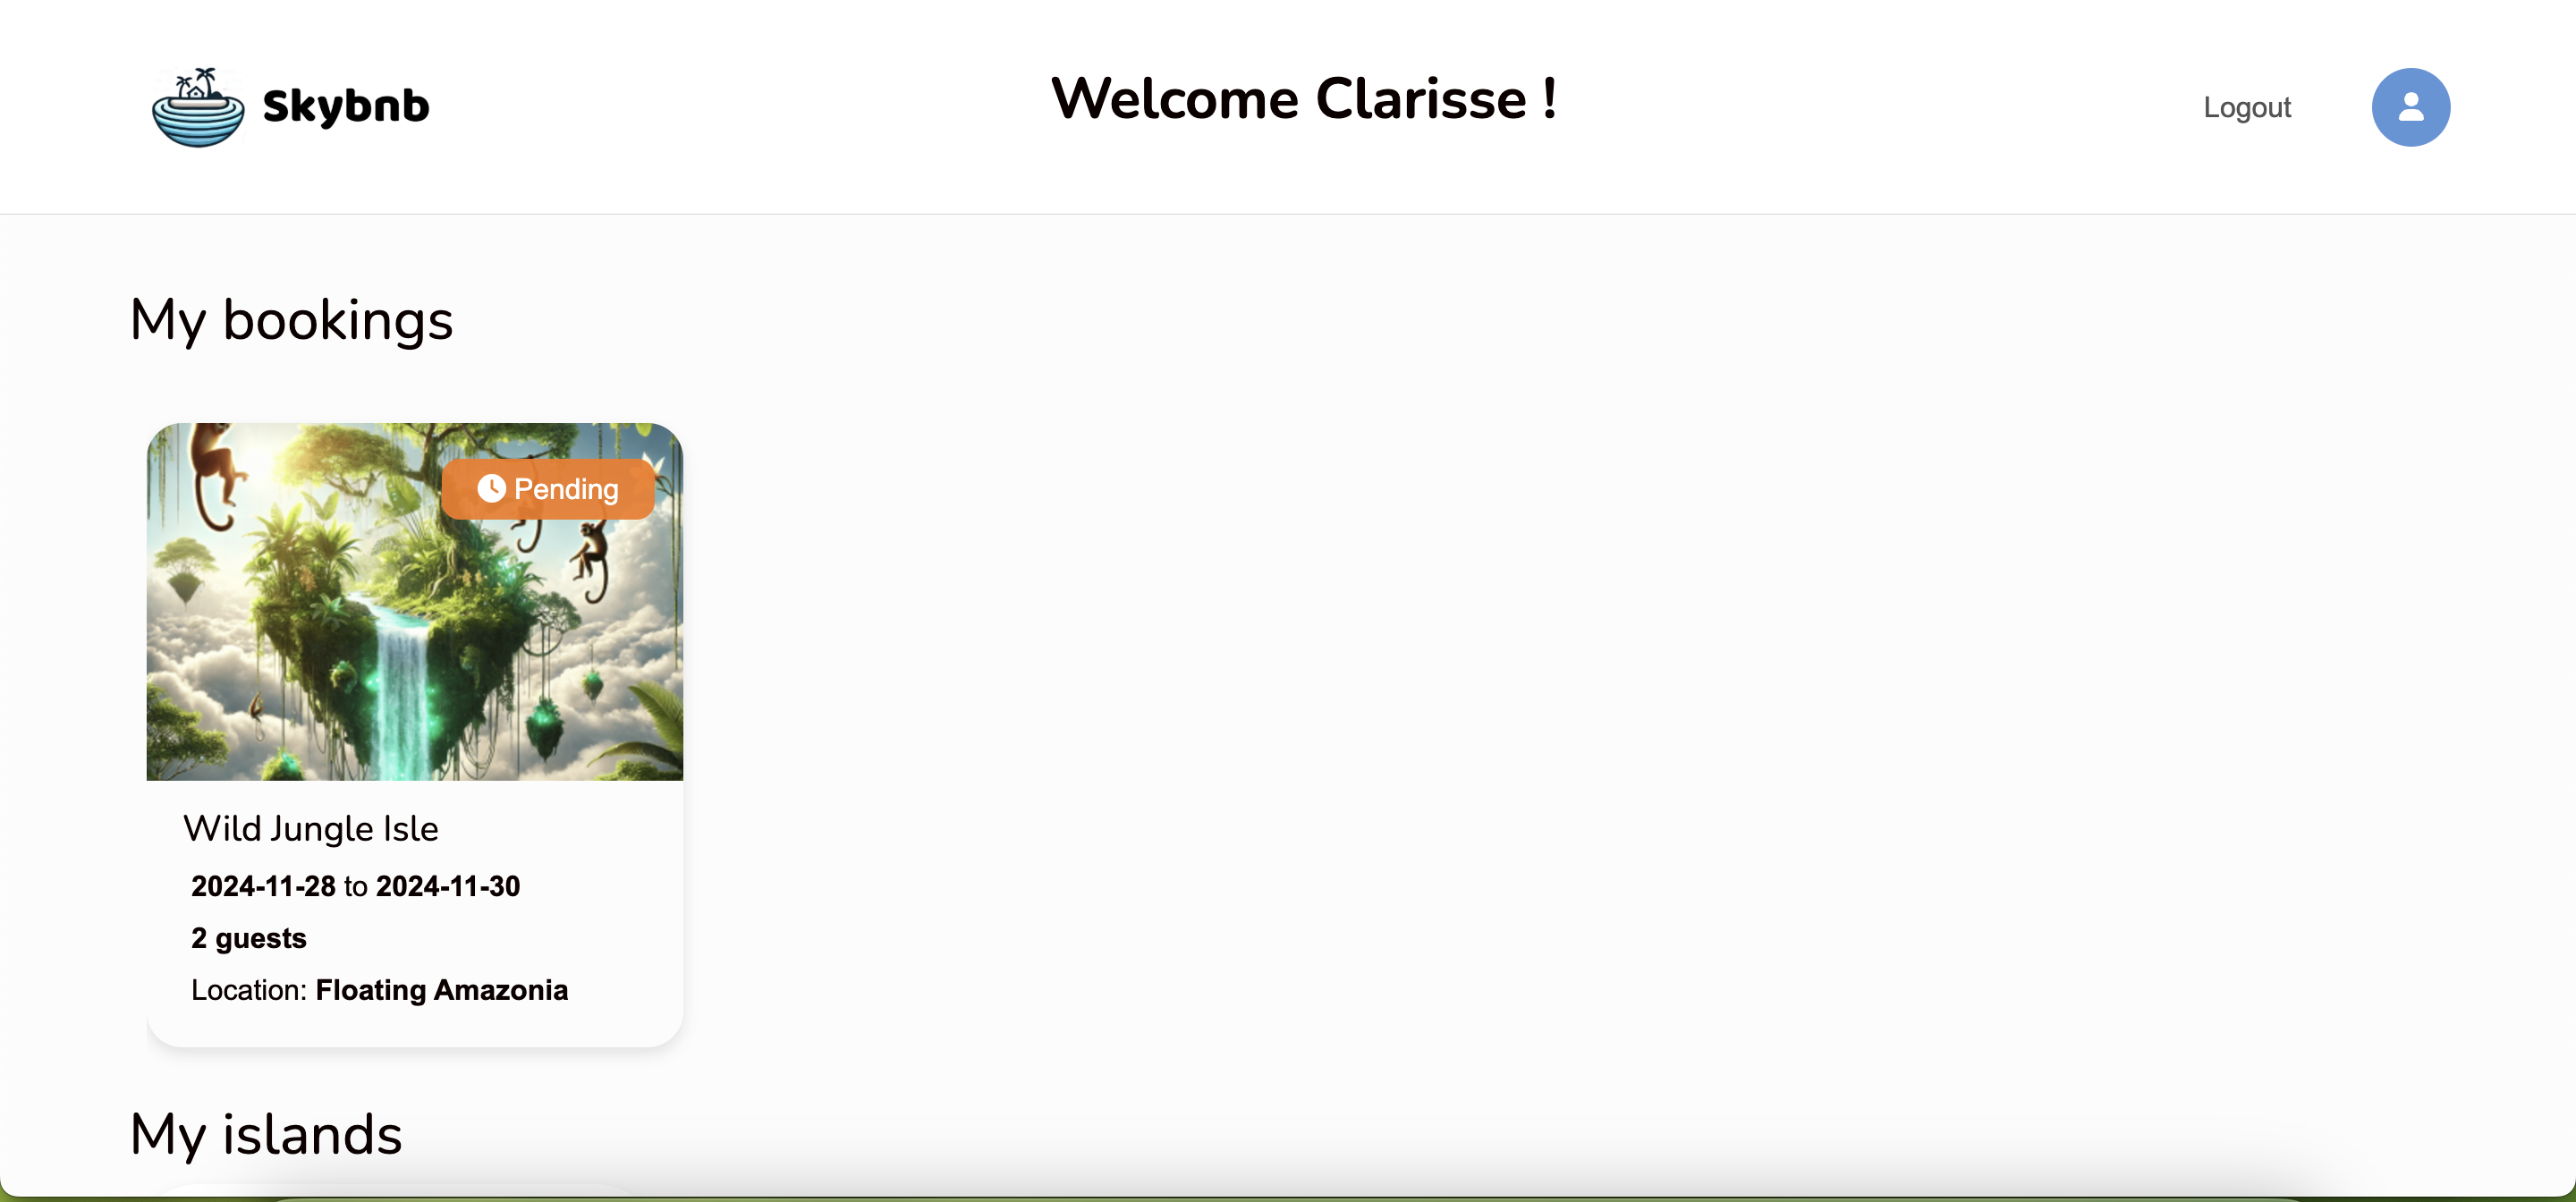 Skybnb
Welcome Clarisse !
Logout
My bookings
Pending
Wild Jungle Isle
2024-11-28 to 2024-11-30
2 guests
Location: Floating Amazonia
My islands